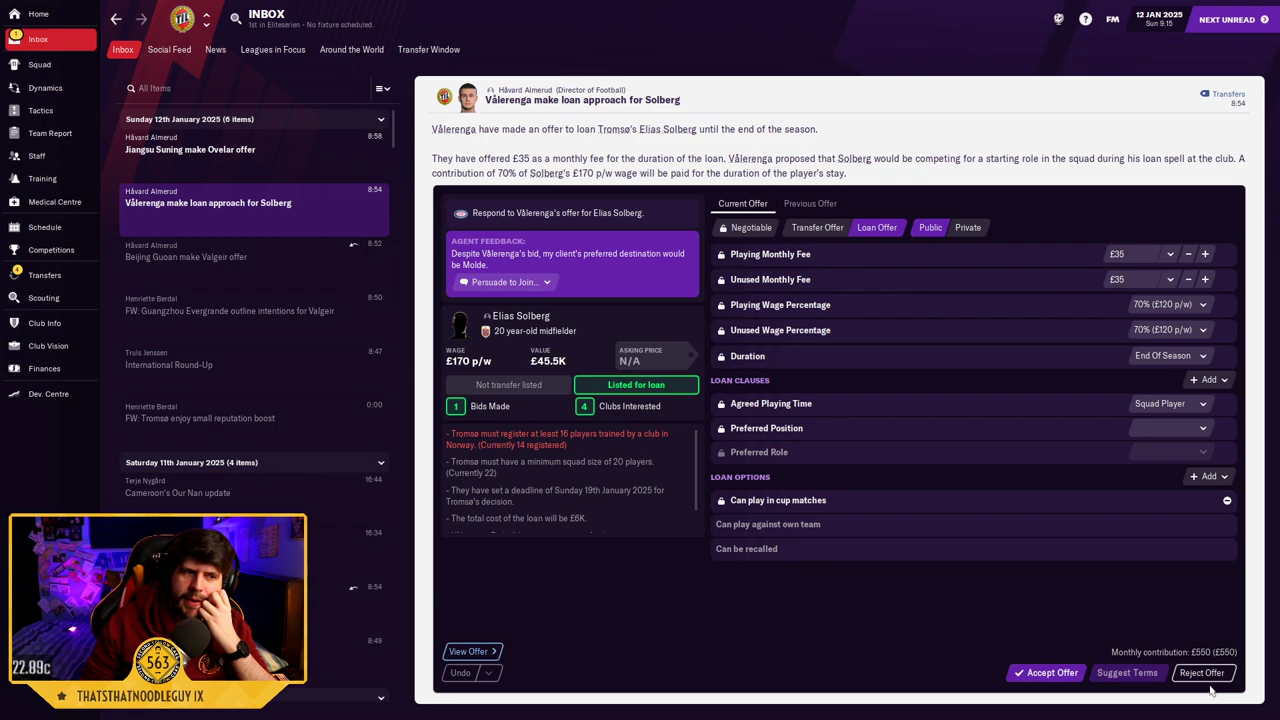 INBOX
1st in Eliteserien - No fixture scheduled.
FM
12 JAN 2025
Sun 9:15
NEXT UNREAD
Home
1
Inbox
Squad
Dynamics
Tactics
Team Report
Staff
Training
Medical Centre
Schedule
Competitions
4
Transfers
Scouting
Club Info
Club Vision
Finances
Dev. Centre
Inbox
Social Feed
News
Leagues in Focus
Around the World
Transfer Window
All Items
Sunday 12th January 2025 (6 items)
Håvard Almerud 8:58
Jiangsu Suning make Ovelar offer
Håvard Almerud 8:54
Vålerenga make loan approach for Solberg
Håvard Almerud 8:52
Beijing Guoan make Valgeir offer
Henriette Berdal 8:50
FW: Guangzhou Evergrande outline intentions for Valgeir
Truls Jenssen 8:47
International Round-Up
Henriette Berdal 0:00
FW: Tromsø enjoy small reputation boost
Saturday 11th January 2025 (4 items)
Terje Nygård 16:44
Cameroon's Our Nan update
16:34
8:54
8:49
Håvard Almerud (Director of Football)
Vålerenga make loan approach for Solberg
Transfers
8:54
Vålerenga have made an offer to loan Tromsø's Elias Solberg until the end of the season.
They have offered £35 as a monthly fee for the duration of the loan. Vålerenga proposed that Solberg would be competing for a starting role in the squad during his loan spell at the club. A
contribution of 70% of Solberg's £170 p/w wage will be paid for the duration of the player's stay.
Respond to Vålerenga's offer for Elias Solberg.
AGENT FEEDBACK:
Despite Vålerenga's bid, my client's preferred destination would
be Molde.
Persuade to Join...
Elias Solberg
20 year-old midfielder
WAGE
£170 p/w
VALUE
£45.5K
ASKING PRICE
N/A
Not transfer listed
Listed for loan
1 Bids Made
4 Clubs Interested
- Tromsø must register at least 16 players trained by a club in
Norway. (Currently 14 registered)
- Tromsø must have a minimum squad size of 20 players.
(Currently 22)
- They have set a deadline of Sunday 19th January 2025 for
Tromsø's decision.
- The total cost of the loan will be £6K.
View Offer
Undo
Current Offer
Previous Offer
Negotiable
Transfer Offer
Loan Offer
Public
Private
Playing Monthly Fee £35
Unused Monthly Fee £35
Playing Wage Percentage 70% (£120 p/w)
Unused Wage Percentage 70% (£120 p/w)
Duration End Of Season
LOAN CLAUSES
Add
Agreed Playing Time Squad Player
Preferred Position
Preferred Role
LOAN OPTIONS
Add
Can play in cup matches
Can play against own team
Can be recalled
Monthly contribution: £550 (£550)
Accept Offer
Suggest Terms
Reject Offer
563
22.89c
THATSTHATNOODLEGUY IX